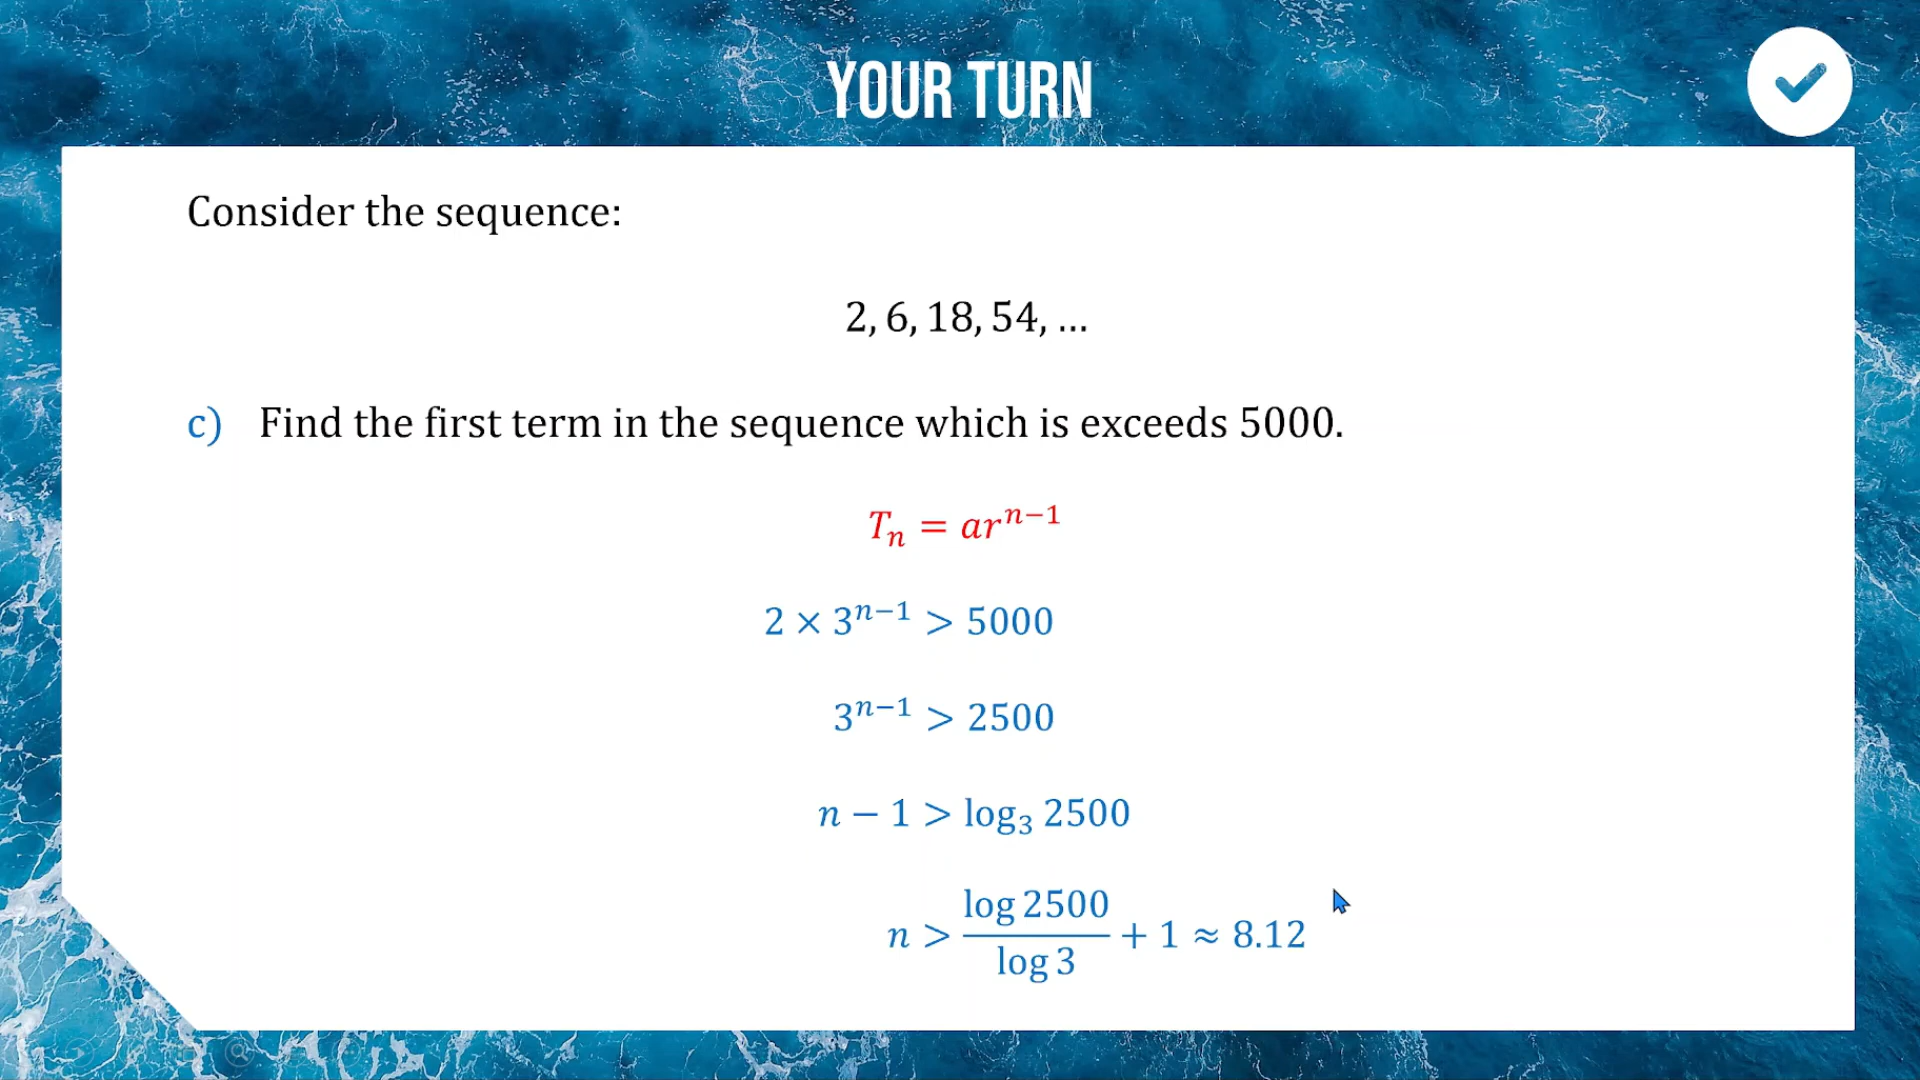 YOUR TURN
Consider the sequence:
2, 6, 18, 54, ...
c) Find the first term in the sequence which is exceeds 5000.
Tₙ = arⁿ⁻¹
2 × 3ⁿ⁻¹ > 5000
3ⁿ⁻¹ > 2500
n − 1 > log₃ 2500
n > log 2500 / log 3 + 1 ≈ 8.12